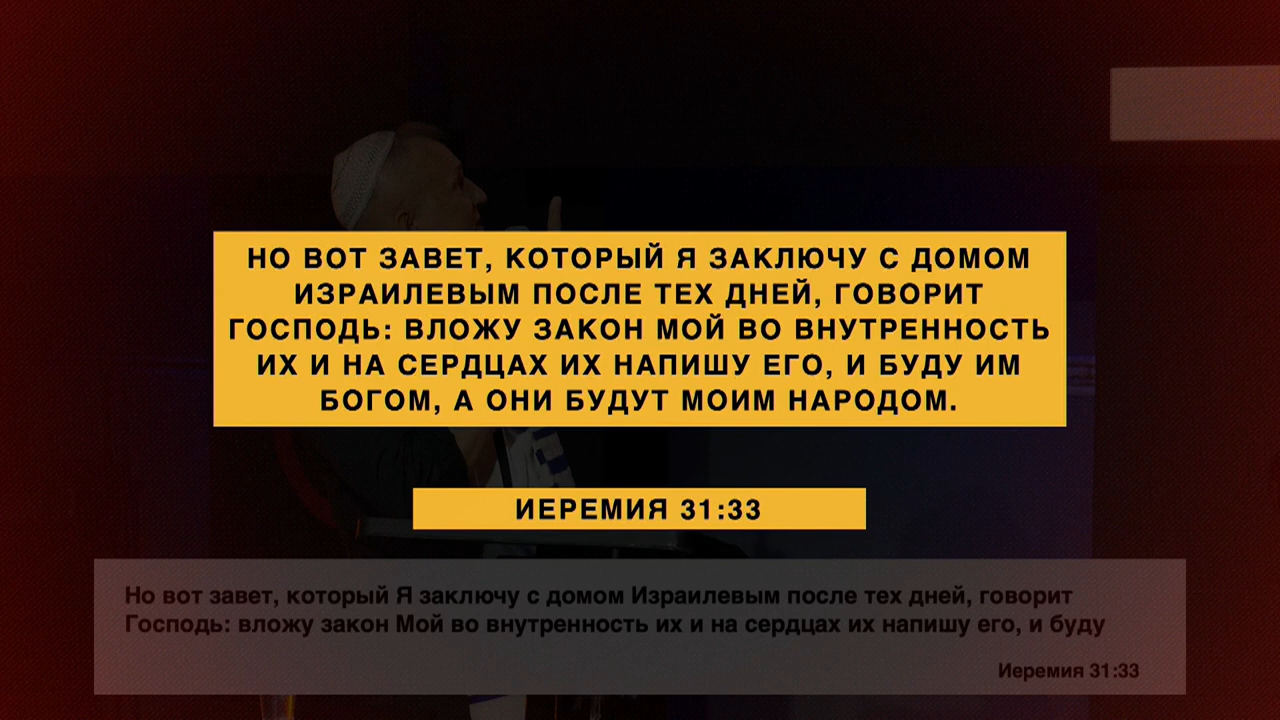 НО ВОТ ЗАВЕТ, КОТОРЫЙ Я ЗАКЛЮЧУ С ДОМОМ
ИЗРАИЛЕВЫМ ПОСЛЕ ТЕХ ДНЕЙ, ГОВОРИТ
ГОСПОДЬ: ВЛОЖУ ЗАКОН МОЙ ВО ВНУТРЕННОСТЬ
ИХ И НА СЕРДЦАХ ИХ НАПИШУ ЕГО, И БУДУ ИМ
БОГОМ, А ОНИ БУДУТ МОИМ НАРОДОМ.
ИЕРЕМИЯ 31:33
Но вот завет, который Я заключу с домом Израилевым после тех дней, говорит
Господь: вложу закон Мой во внутренность их и на сердцах их напишу его, и буду
Иеремия 31:33